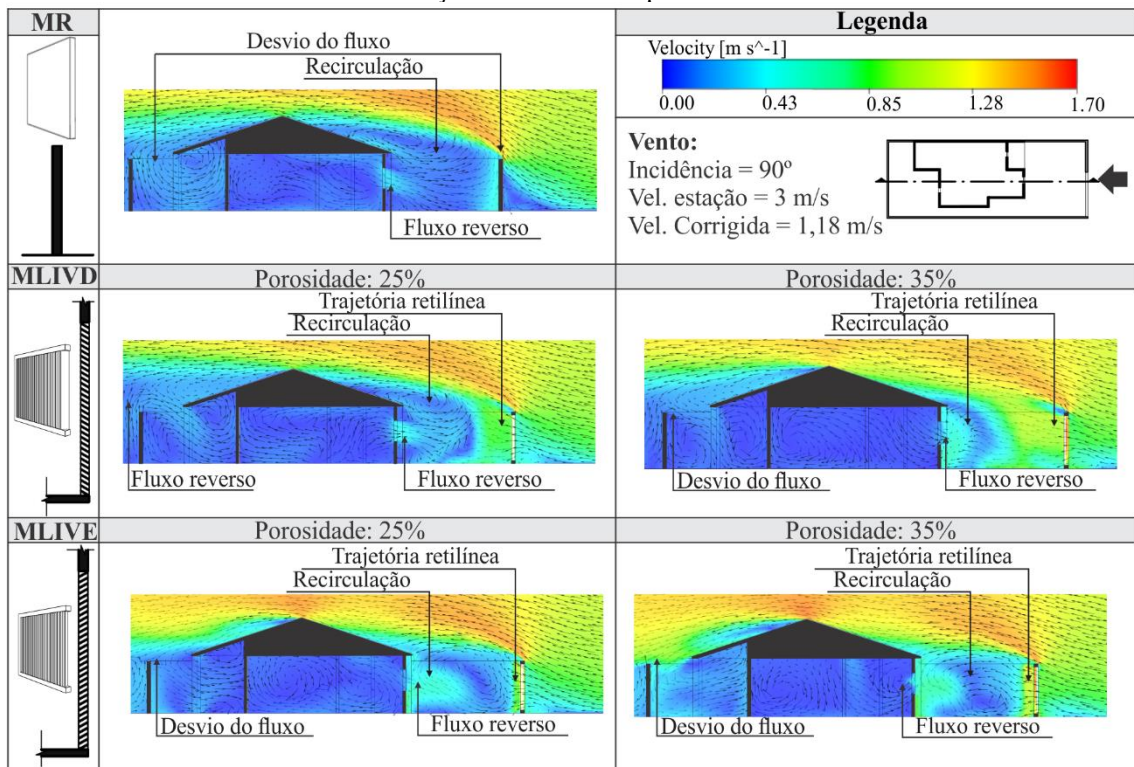 MR
Desvio do fluxo
Recirculação
Fluxo reverso
Legenda
Velocity [m s^-1]
0.00 0.43 0.85 1.28 1.70
Vento:
Incidência = 90º
Vel. estação = 3 m/s
Vel. Corrigida = 1,18 m/s
MLIVD
Porosidade: 25%
Trajetória retilínea
Recirculação
Fluxo reverso
Fluxo reverso
Porosidade: 35%
Trajetória retilínea
Recirculação
Desvio do fluxo
Fluxo reverso
MLIVE
Porosidade: 25%
Trajetória retilínea
Recirculação
Desvio do fluxo
Fluxo reverso
Porosidade: 35%
Trajetória retilínea
Recirculação
Desvio do fluxo
Fluxo reverso